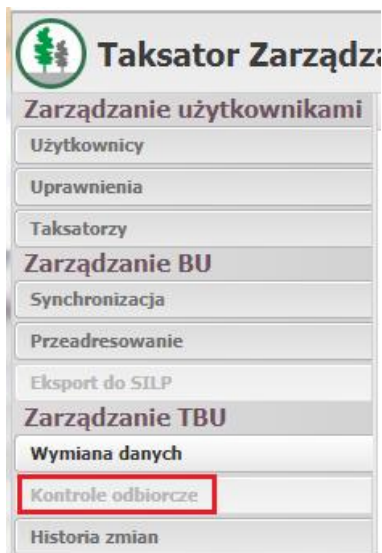 Taksator Zarządz
Zarządzanie użytkownikami
Użytkownicy
Uprawnienia
Taksatorzy
Zarządzanie BU
Synchronizacja
Przeadresowanie
Eksport do SILP
Zarządzanie TBU
Wymiana danych
Kontrole odbiorcze
Historia zmian